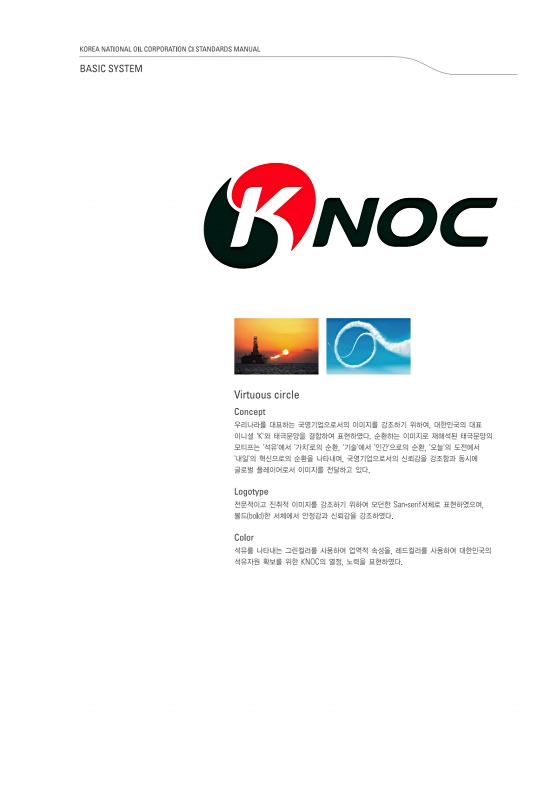 KOREA NATIONAL OIL CORPORATION CI STANDARDS MANUAL
BASIC SYSTEM
KNOC
Virtuous circle
Concept
우리나라를 대표하는 국영기업으로서의 이미지를 강조하기 위하여, 대한민국의 대표
이니셜 'K'와 태극문양을 결합하여 표현하였다. 순환하는 이미지로 재해석된 태극문양의
모티프는 '석유'에서 '가치'로의 순환, '기술'에서 '인간'으로의 순환, '오늘'의 도전에서
'내일'의 혁신으로의 순환을 나타내며, 국영기업으로서의 신뢰감을 강조함과 동시에
글로벌 플레이어로서 이미지를 전달하고 있다.
Logotype
전문적이고 진취적 이미지를 강조하기 위하여 모던한 San-serif서체로 표현하였으며,
볼드(bold)한 서체에서 안정감과 신뢰감을 강조하였다.
Color
석유를 나타내는 그린컬러를 사용하여 업역적 속성을, 레드컬러를 사용하여 대한민국의
석유자원 확보를 위한 KNOC의 열정, 노력을 표현하였다.